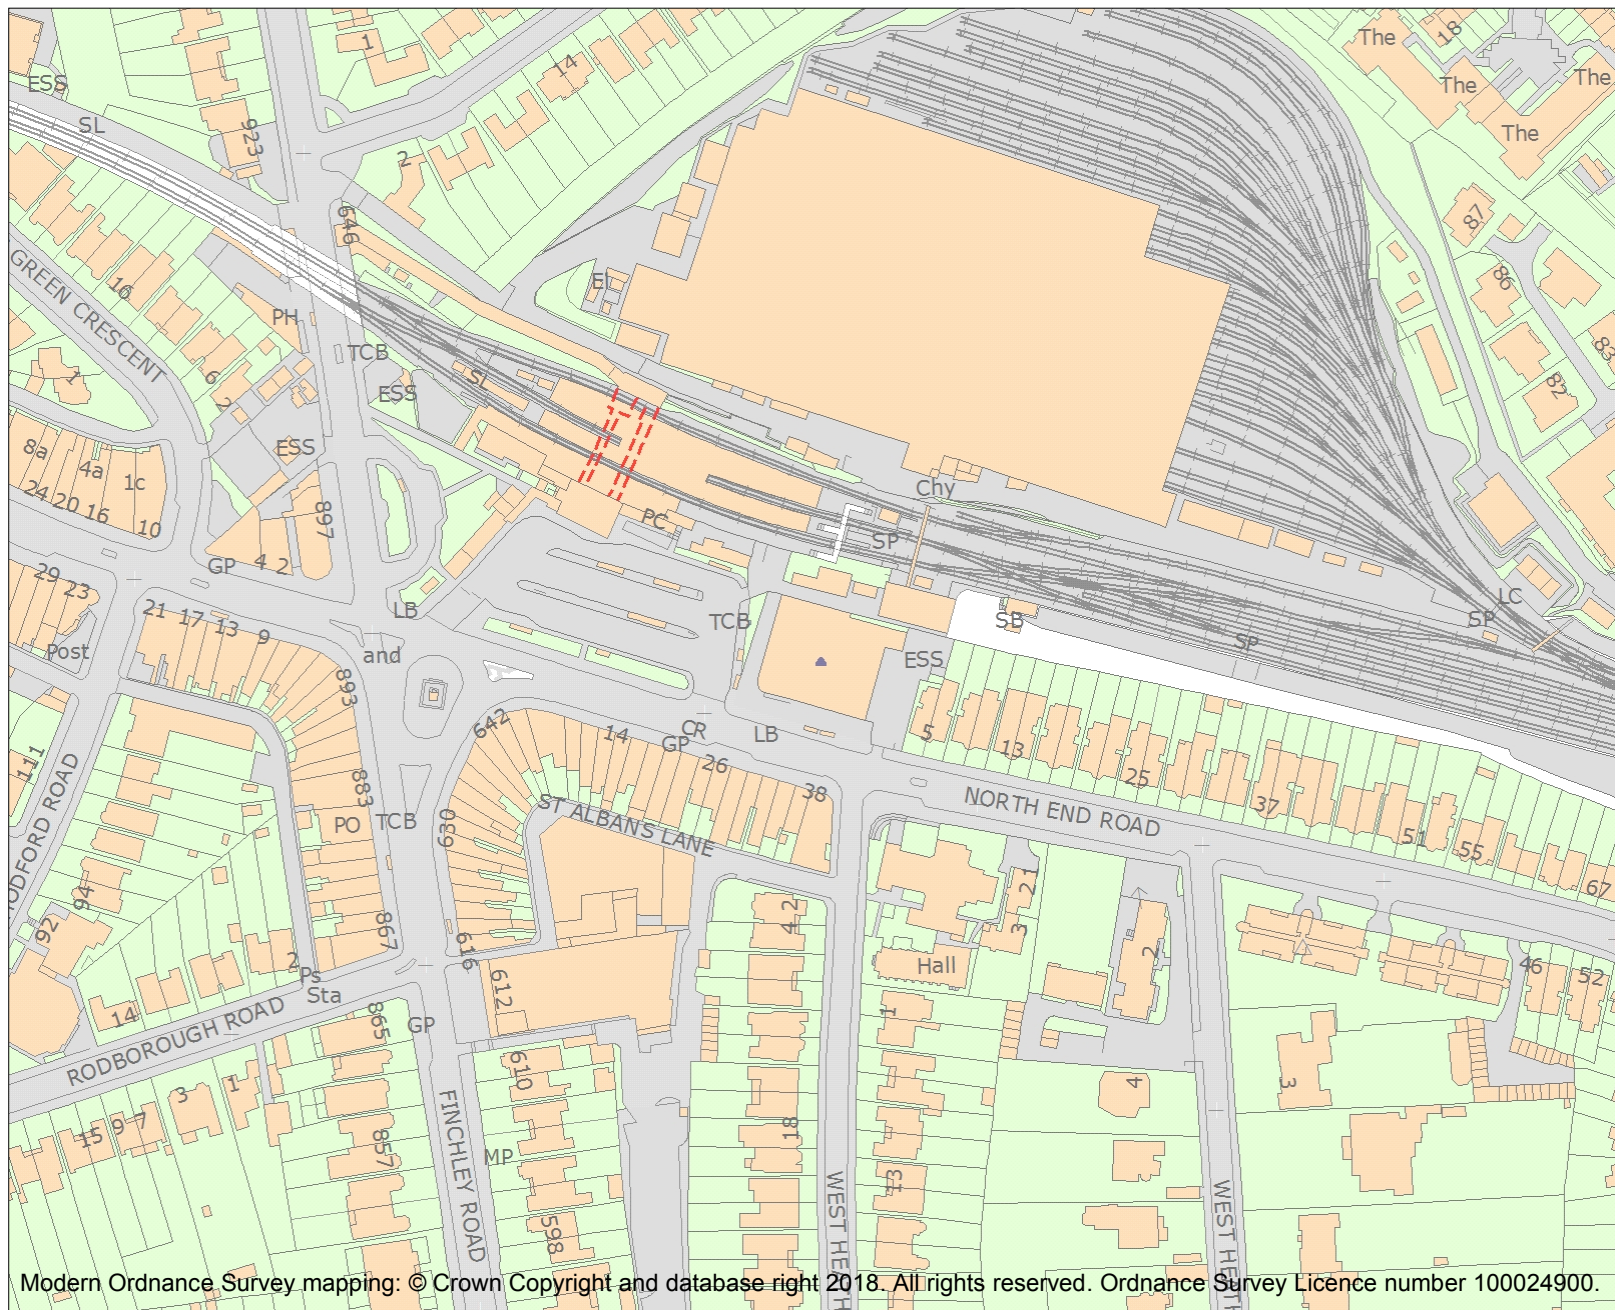 The
18
The
The
The
1
14
ESS
SL
923
2
646
87
86
83
82
GREEN CRESCENT
16
PH
TCB
ESS
El
SL
1
6
2
ESS
8a
4a
1c
24
20
16
10
897
GP
4
2
PC
Chy
SP
29
23
21
17
13
9
LB
TCB
SB
LC
SP
SP
Post
and
893
ESS
5
13
25
37
51
55
67
642
14
CR
GP
26
LB
38
NORTH END ROAD
111
883
PO
TCB
630
ST ALBANS LANE
94
92
867
616
612
2
4
21
3
Hall
2
46
52
2
Ps
Sta
14
RODBOROUGH ROAD
865
GP
610
1
4
3
3
1
15
9
7
857
MP
18
13
598
FINCHLEY ROAD
WEST HEATH
WEST HEATH
Modern Ordnance Survey mapping: © Crown Copyright and database right 2018. All rights reserved. Ordnance Survey Licence number 100024900.